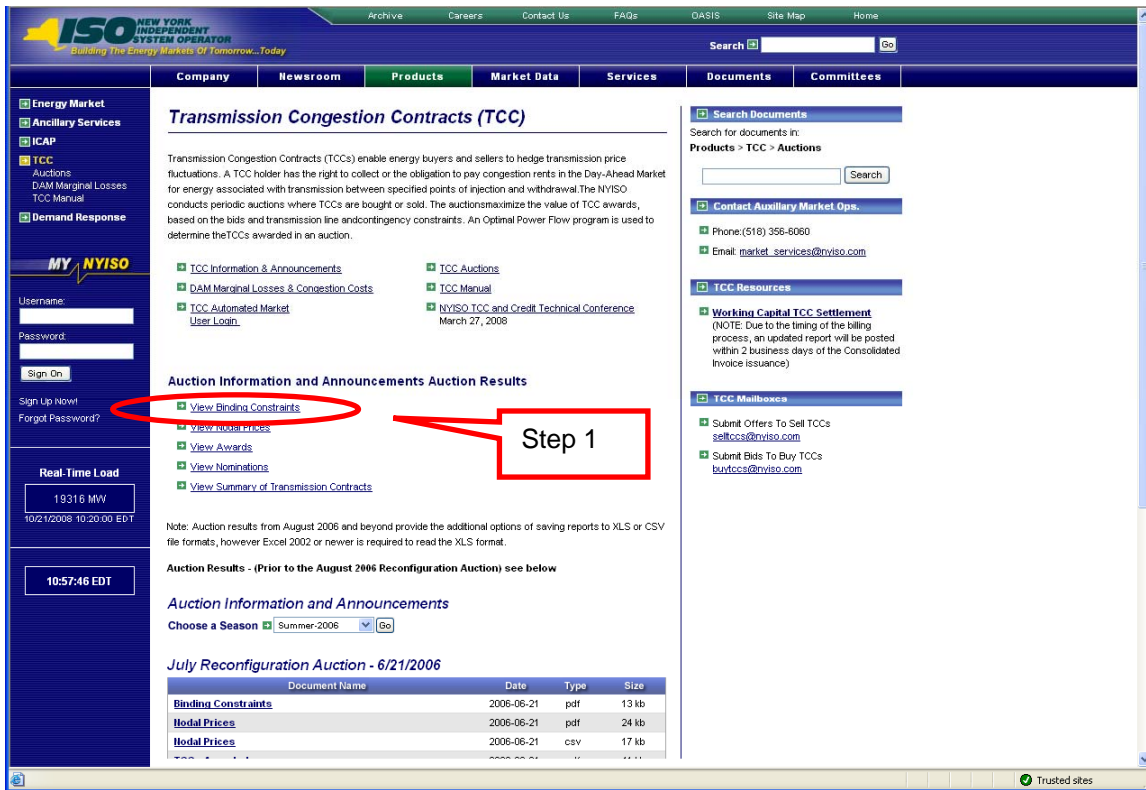 Archive Careers Contact Us FAQs OASIS Site Map Home
ISO NEW YORK
INDEPENDENT
SYSTEM OPERATOR
Building The Energy Markets Of Tomorrow...Today
Search Go
Company Newsroom Products Market Data Services Documents Committees
Energy Market
Ancillary Services
ICAP
TCC
Auctions
DAM Marginal Losses
TCC Manual
Demand Response
MY NYISO
Username:
Password:
Sign On
Sign Up Now!
Forgot Password?
Real-Time Load
19316 MW
10/21/2008 10:20:00 EDT
10:57:46 EDT
Transmission Congestion Contracts (TCC)
Transmission Congestion Contracts (TCCs) enable energy buyers and sellers to hedge transmission price
fluctuations. A TCC holder has the right to collect or the obligation to pay congestion rents in the Day-Ahead Market
for energy associated with transmission between specified points of injection and withdrawal.The NYISO
conducts periodic auctions where TCCs are bought or sold. The auctionsmaximize the value of TCC awards,
based on the bids and transmission line andcontingency constraints. An Optimal Power Flow program is used to
determine theTCCs awarded in an auction.
TCC Information & Announcements
DAM Marginal Losses & Congestion Costs
TCC Automated Market
User Login
TCC Auctions
TCC Manual
NYISO TCC and Credit Technical Conference
March 27, 2008
Auction Information and Announcements Auction Results
View Binding Constraints
View Nodal Prices
View Awards
View Nominations
View Summary of Transmission Contracts
Step 1
Note: Auction results from August 2006 and beyond provide the additional options of saving reports to XLS or CSV
file formats, however Excel 2002 or newer is required to read the XLS format.
Auction Results - (Prior to the August 2006 Reconfiguration Auction) see below
Auction Information and Announcements
Choose a Season Summer-2006 Go
July Reconfiguration Auction - 6/21/2006
Document Name Date Type Size
Binding Constraints 2006-06-21 pdf 13 kb
Nodal Prices 2006-06-21 pdf 24 kb
Nodal Prices 2006-06-21 csv 17 kb
Search Documents
Search for documents in:
Products > TCC > Auctions
Search
Contact Auxillary Market Ops.
Phone:(518) 356-6060
Email: market_services@nyiso.com
TCC Resources
Working Capital TCC Settlement
(NOTE: Due to the timing of the billing
process, an updated report will be posted
within 2 business days of the Consolidated
Invoice issuance)
TCC Mailboxes
Submit Offers To Sell TCCs
selltccs@nyiso.com
Submit Bids To Buy TCCs
buytccs@nyiso.com
Trusted sites